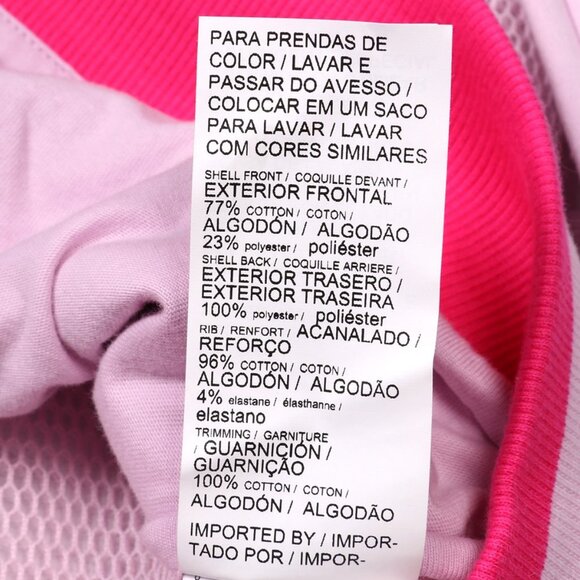 PARA PRENDAS DE
COLOR / LAVAR E
PASSAR DO AVESSO /
COLOCAR EM UM SACO
PARA LAVAR / LAVAR
COM CORES SIMILARES
SHELL FRONT / COQUILLE DEVANT /
EXTERIOR FRONTAL
77% COTTON / COTON /
ALGODÓN / ALGODÃO
23% polyester / poliéster
SHELL BACK / COQUILLE ARRIERE /
EXTERIOR TRASERO /
EXTERIOR TRASEIRA
100% polyester / poliéster
RIB / RENFORT / ACANALADO /
REFORÇO
96% COTTON / COTON /
ALGODÓN / ALGODÃO
4% elastane / élasthanne /
elastano
TRIMMING / GARNITURE
/ GUARNICIÓN /
GUARNIÇÃO
100% COTTON / COTON /
ALGODÓN / ALGODÃO
IMPORTED BY / IMPOR-
TADO POR / IMPOR-